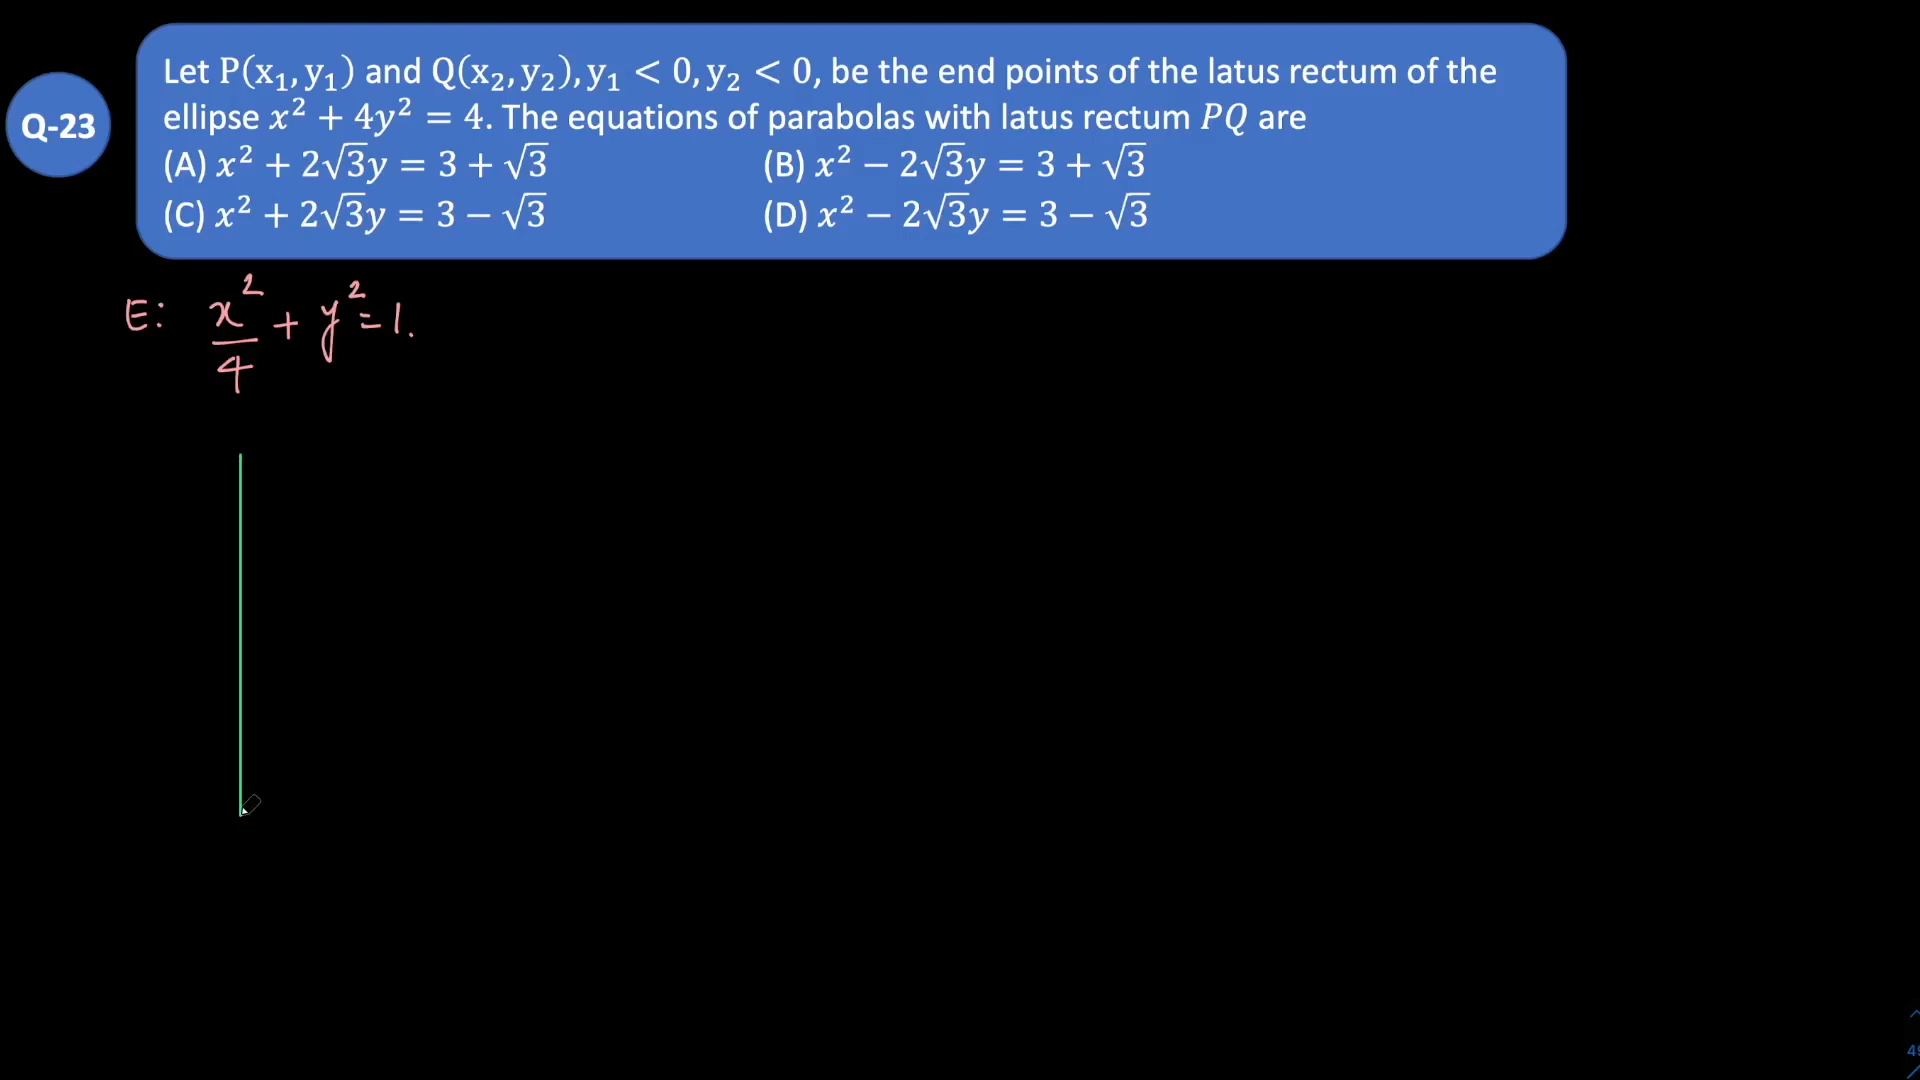 Q-23
Let P(x₁, y₁) and Q(x₂, y₂), y₁ < 0, y₂ < 0, be the end points of the latus rectum of the
ellipse x² + 4y² = 4. The equations of parabolas with latus rectum PQ are
(A) x² + 2√3y = 3 + √3 (B) x² − 2√3y = 3 + √3
(C) x² + 2√3y = 3 − √3 (D) x² − 2√3y = 3 − √3
E: x²/4 + y² = 1.